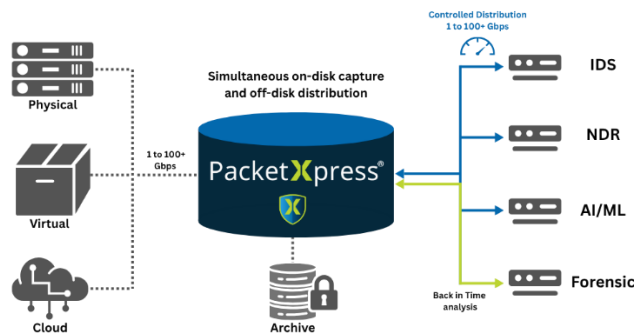 Controlled Distribution
1 to 100+ Gbps
Physical
Simultaneous on-disk capture
and off-disk distribution
IDS
1 to 100+
Gbps
PacketXpress®
X
NDR
Virtual
AI/ML
Cloud
Archive
Back in Time
analysis
Forensic